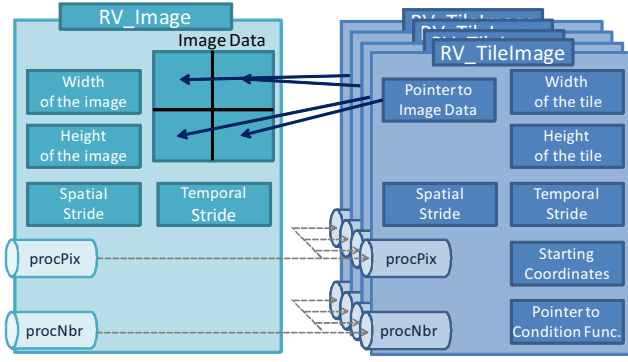 RV_Image
Image Data
Width
of the image
Height
of the image
Spatial
Stride
Temporal
Stride
procPix
procNbr
RV_TileImage
RV_TileImage
Pointer to
Image Data
Width
of the tile
Height
of the tile
Spatial
Stride
Temporal
Stride
procPix
Starting
Coordinates
procNbr
Pointer to
Condition Func.